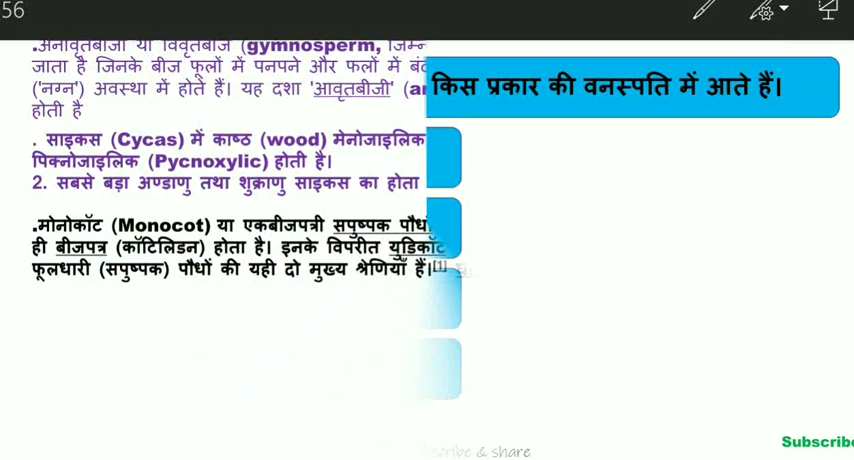 56
.अनावृतबीजी या विवृतबीज (gymnosperm, जिम्न
जाता है जिनके बीज फूलों में पनपने और फलों में बं
('नग्न') अवस्था में होते हैं। यह दशा 'आवृतबीजी' (a
होती है
किस प्रकार की वनस्पति में आते हैं।
. साइकस (Cycas) में काष्ठ (wood) मेनोजाइलिक
पिक्नोजाइलिक (Pycnoxylic) होती है।
2. सबसे बड़ा अण्डाणु तथा शुक्राणु साइकस का होता
.मोनोकॉट (Monocot) या एकबीजपत्री सपुष्पक पौधों
ही बीजपत्र (कॉटिलिडन) होता है। इनके विपरीत युडिकॉट
फूलधारी (सपुष्पक) पौधों की यही दो मुख्य श्रेणियाँ हैं।[1]
Subscribe
& share